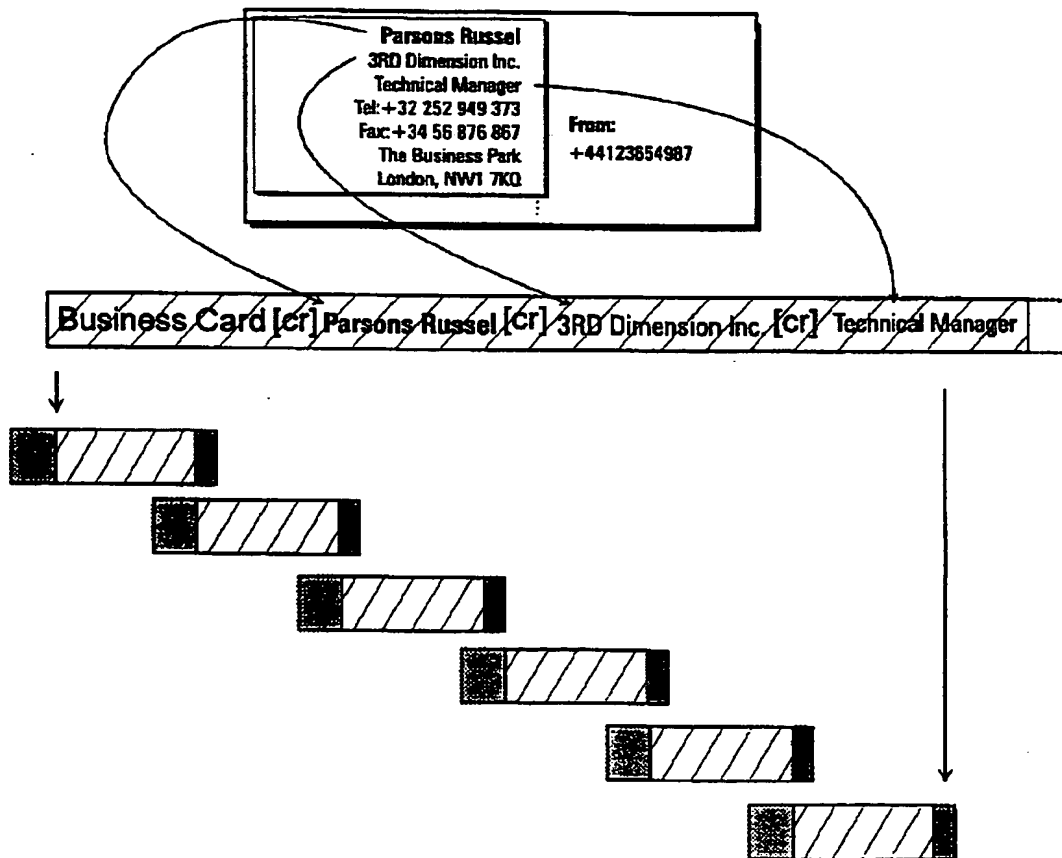 Parsons Russel
3RD Dimension Inc.
Technical Manager
Tel:+32 252 949 373
Fax:+34 56 876 867
The Business Park
London, NW1 7KQ
From:
+44123654987
Business Card [cr] Parsons Russel [cr] 3RD Dimension Inc. [cr] Technical Manager